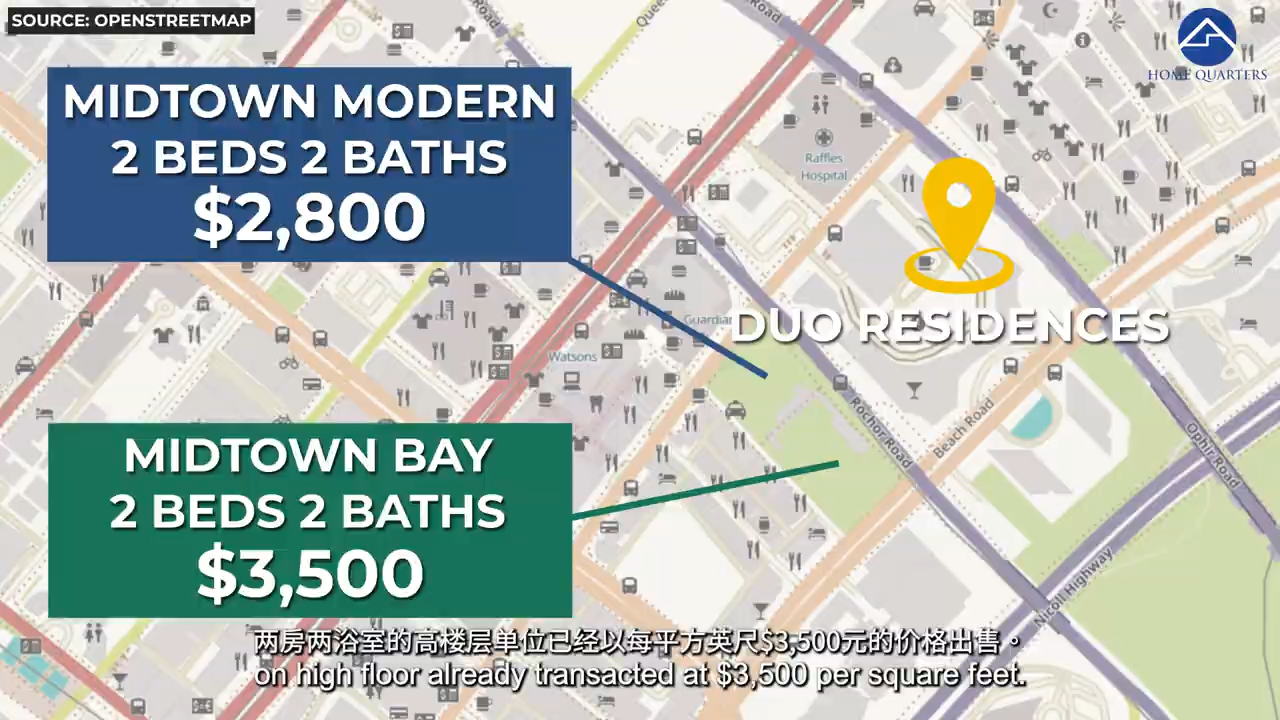 SOURCE: OPENSTREETMAP
HOME QUARTERS
MIDTOWN MODERN
2 BEDS 2 BATHS
$2,800
Raffles
Hospital
Guardian
DUO RESIDENCES
Watsons
Rochor Road
Beach Road
Ophir Road
MIDTOWN BAY
2 BEDS 2 BATHS
$3,500
Nicoll Highway
两房两浴室的高楼层单位已经以每平方英尺$3,500元的价格出售。
on high floor already transacted at $3,500 per square feet.